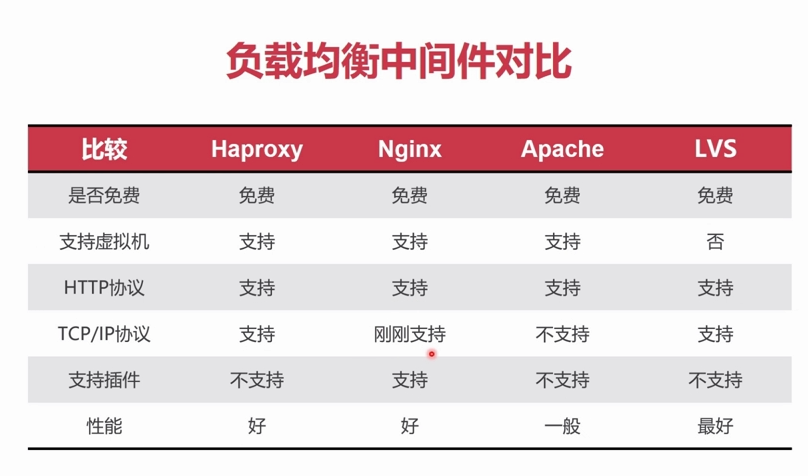 负载均衡中间件对比
比较 Haproxy Nginx Apache LVS
是否免费 免费 免费 免费 免费
支持虚拟机 支持 支持 支持 否
HTTP协议 支持 支持 支持 支持
TCP/IP协议 支持 刚刚支持 不支持 支持
支持插件 不支持 支持 不支持 不支持
性能 好 好 一般 最好